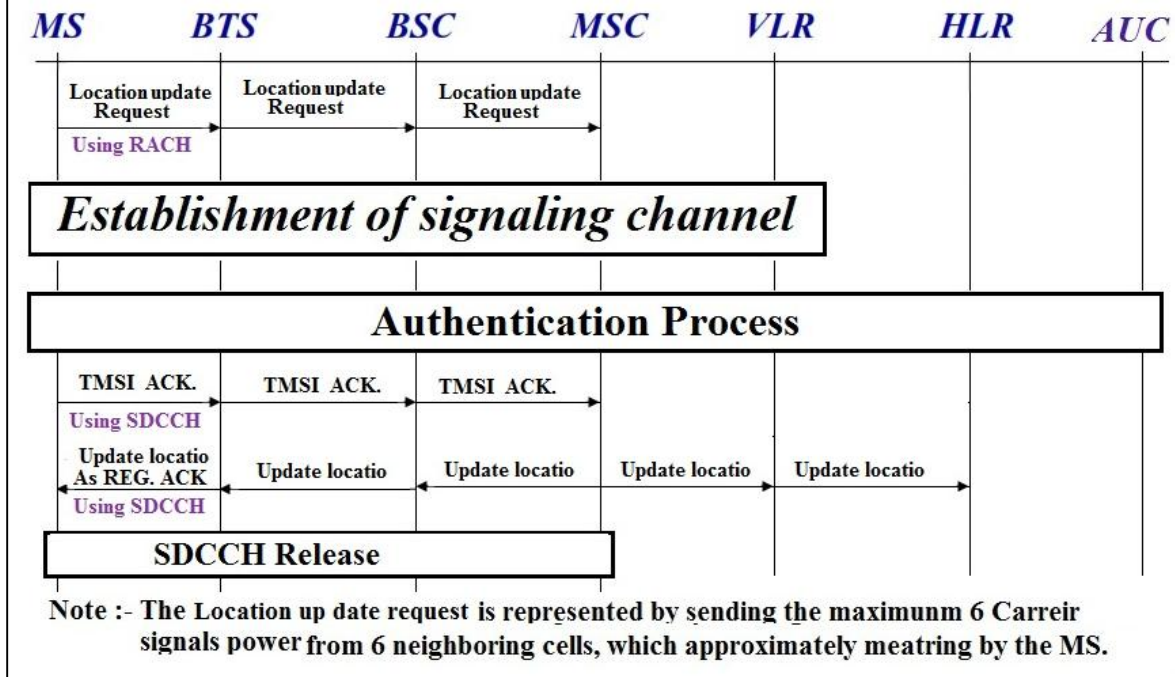 MS BTS BSC MSC VLR HLR AUC
Location update Request
Location update Request
Location update Request
Using RACH
Establishment of signaling channel
Authentication Process
TMSI ACK. TMSI ACK. TMSI ACK.
Using SDCCH
Update locatio As REG. ACK
Update locatio Update locatio Update locatio Update locatio
Using SDCCH
SDCCH Release
Note :- The Location up date request is represented by sending the maximunm 6 Carreir
signals power from 6 neighboring cells, which approximately meatring by the MS.